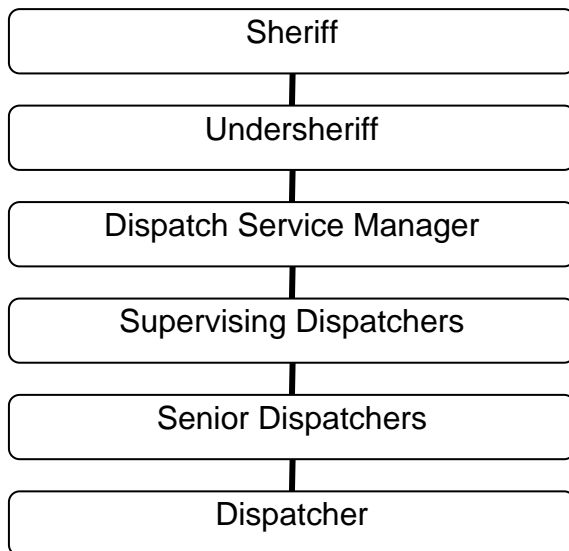 Sheriff
Undersheriff
Dispatch Service Manager
Supervising Dispatchers
Senior Dispatchers
Dispatcher